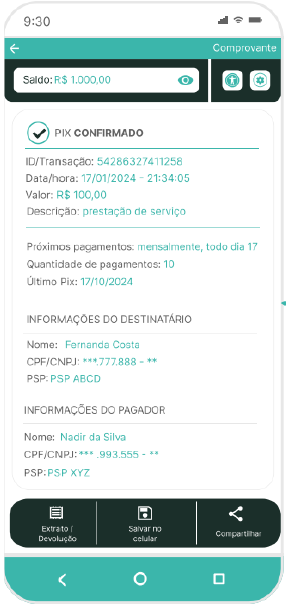 9:30
Comprovante
Saldo: R$ 1.000,00
PIX CONFIRMADO
ID/Transação: 54286327411258
Data/hora: 17/01/2024 - 21:34:05
Valor: R$ 100,00
Descrição: prestação de serviço
Próximos pagamentos: mensalmente, todo dia 17
Quantidade de pagamentos: 10
Último Pix: 17/10/2024
INFORMAÇÕES DO DESTINATÁRIO
Nome: Fernanda Costa
CPF/CNPJ: ***.777.888 - **
PSP: PSP ABCD
INFORMAÇÕES DO PAGADOR
Nome: Nadir da Silva
CPF/CNPJ: *** .993.555 - **
PSP: PSP XYZ
Extrato / Salvar no Compartilhar
Devolução celular